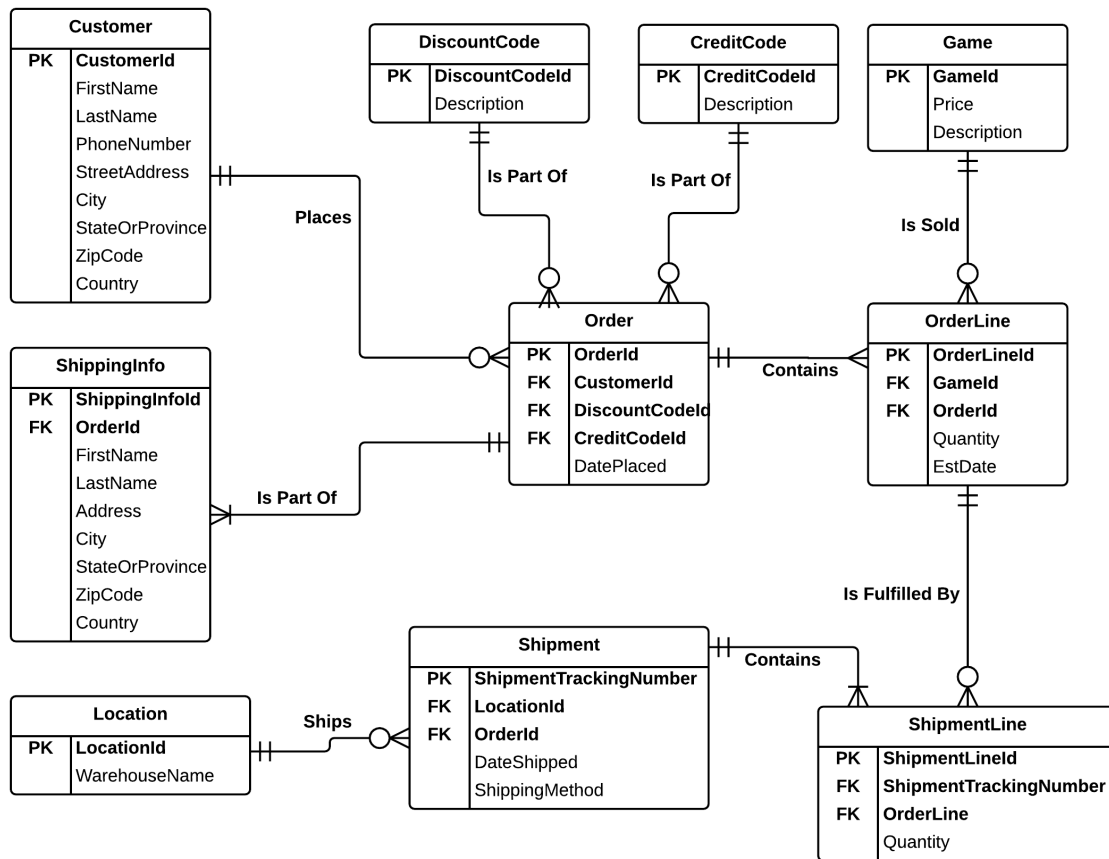 Customer
PK CustomerId
FirstName
LastName
PhoneNumber
StreetAddress
City
StateOrProvince
ZipCode
Country
DiscountCode
PK DiscountCodeId
Description
CreditCode
PK CreditCodeId
Description
Game
PK GameId
Price
Description
Is Part Of
Is Part Of
Places
Is Sold
Order
PK OrderId
FK CustomerId
FK DiscountCodeId
FK CreditCodeId
DatePlaced
Contains
OrderLine
PK OrderLineId
FK GameId
FK OrderId
Quantity
EstDate
ShippingInfo
PK ShippingInfoId
FK OrderId
FirstName
LastName
Address
City
StateOrProvince
ZipCode
Country
Is Part Of
Is Fulfilled By
Shipment
PK ShipmentTrackingNumber
FK LocationId
FK OrderId
DateShipped
ShippingMethod
Contains
Location
PK LocationId
WarehouseName
Ships
ShipmentLine
PK ShipmentLineId
FK ShipmentTrackingNumber
FK OrderLine
Quantity